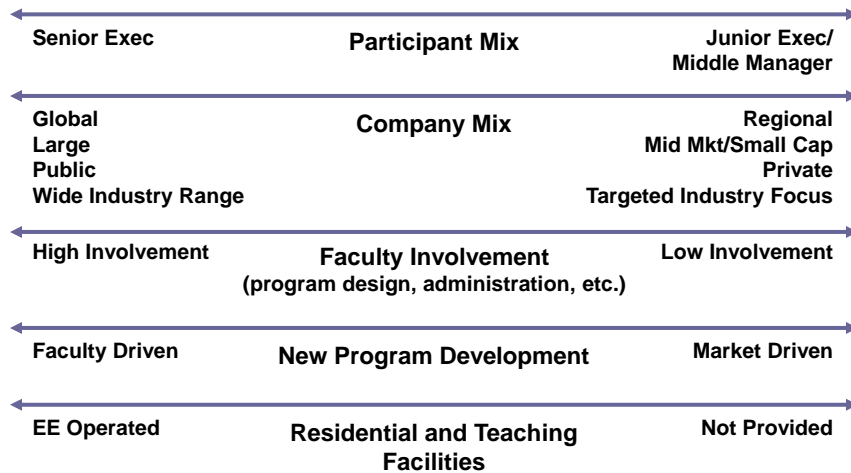 Senior Exec
Participant Mix
Junior Exec/
Middle Manager
Global
Large
Public
Wide Industry Range
Company Mix
Regional
Mid Mkt/Small Cap
Private
Targeted Industry Focus
High Involvement
Faculty Involvement
(program design, administration, etc.)
Low Involvement
Faculty Driven
New Program Development
Market Driven
EE Operated
Residential and Teaching
Facilities
Not Provided